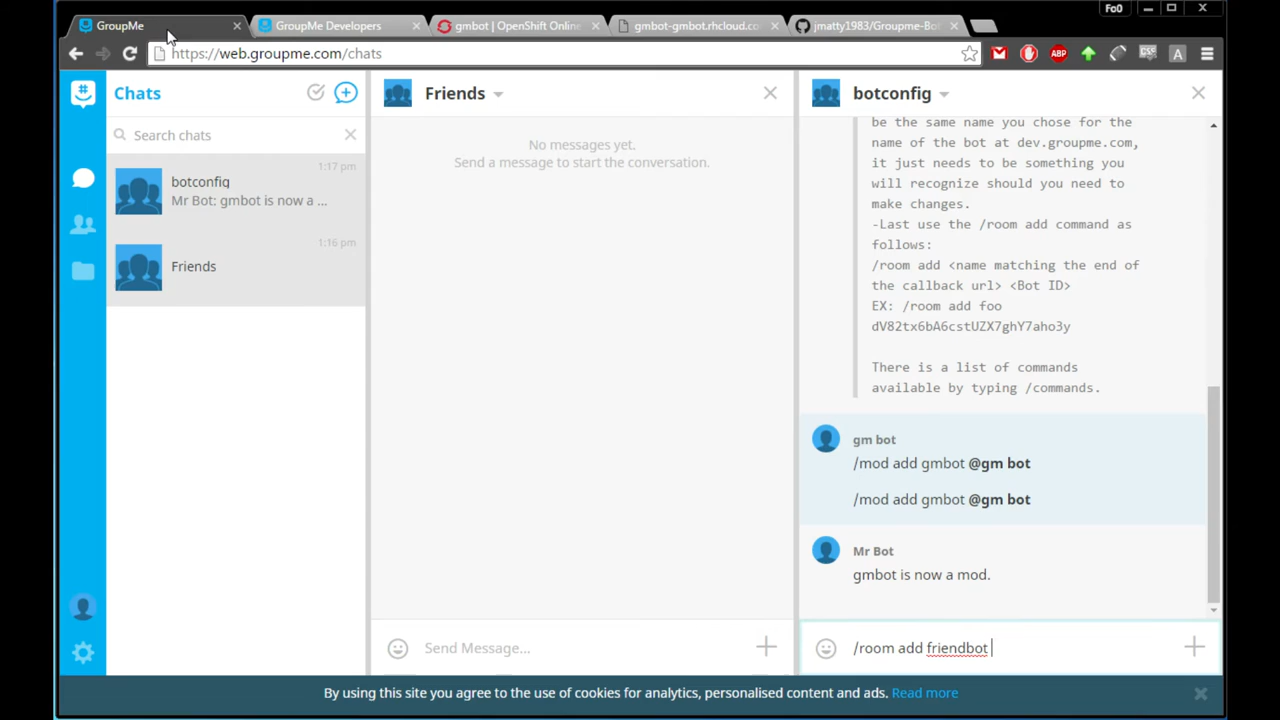 Fo0
GroupMe
GroupMe Developers
gmbot | OpenShift Online
gmbot-gmbot.rhcloud.co
jmatty1983/Groupme-Bo
https://web.groupme.com/chats
ABP
CSS
A
#
Chats
Search chats
1:17 pm
botconfig
Mr Bot: gmbot is now a ...
1:16 pm
Friends
Friends
No messages yet.
Send a message to start the conversation.
Send Message...
botconfig
be the same name you chose for the
name of the bot at dev.groupme.com,
it just needs to be something you
will recognize should you need to
make changes.
-Last use the /room add command as
follows:
/room add <name matching the end of
the callback url> <Bot ID>
EX: /room add foo
dV82tx6bA6cstUZX7ghY7aho3y
There is a list of commands
available by typing /commands.
gm bot
/mod add gmbot @gm bot
/mod add gmbot @gm bot
Mr Bot
gmbot is now a mod.
/room add friendbot
By using this site you agree to the use of cookies for analytics, personalised content and ads. Read more